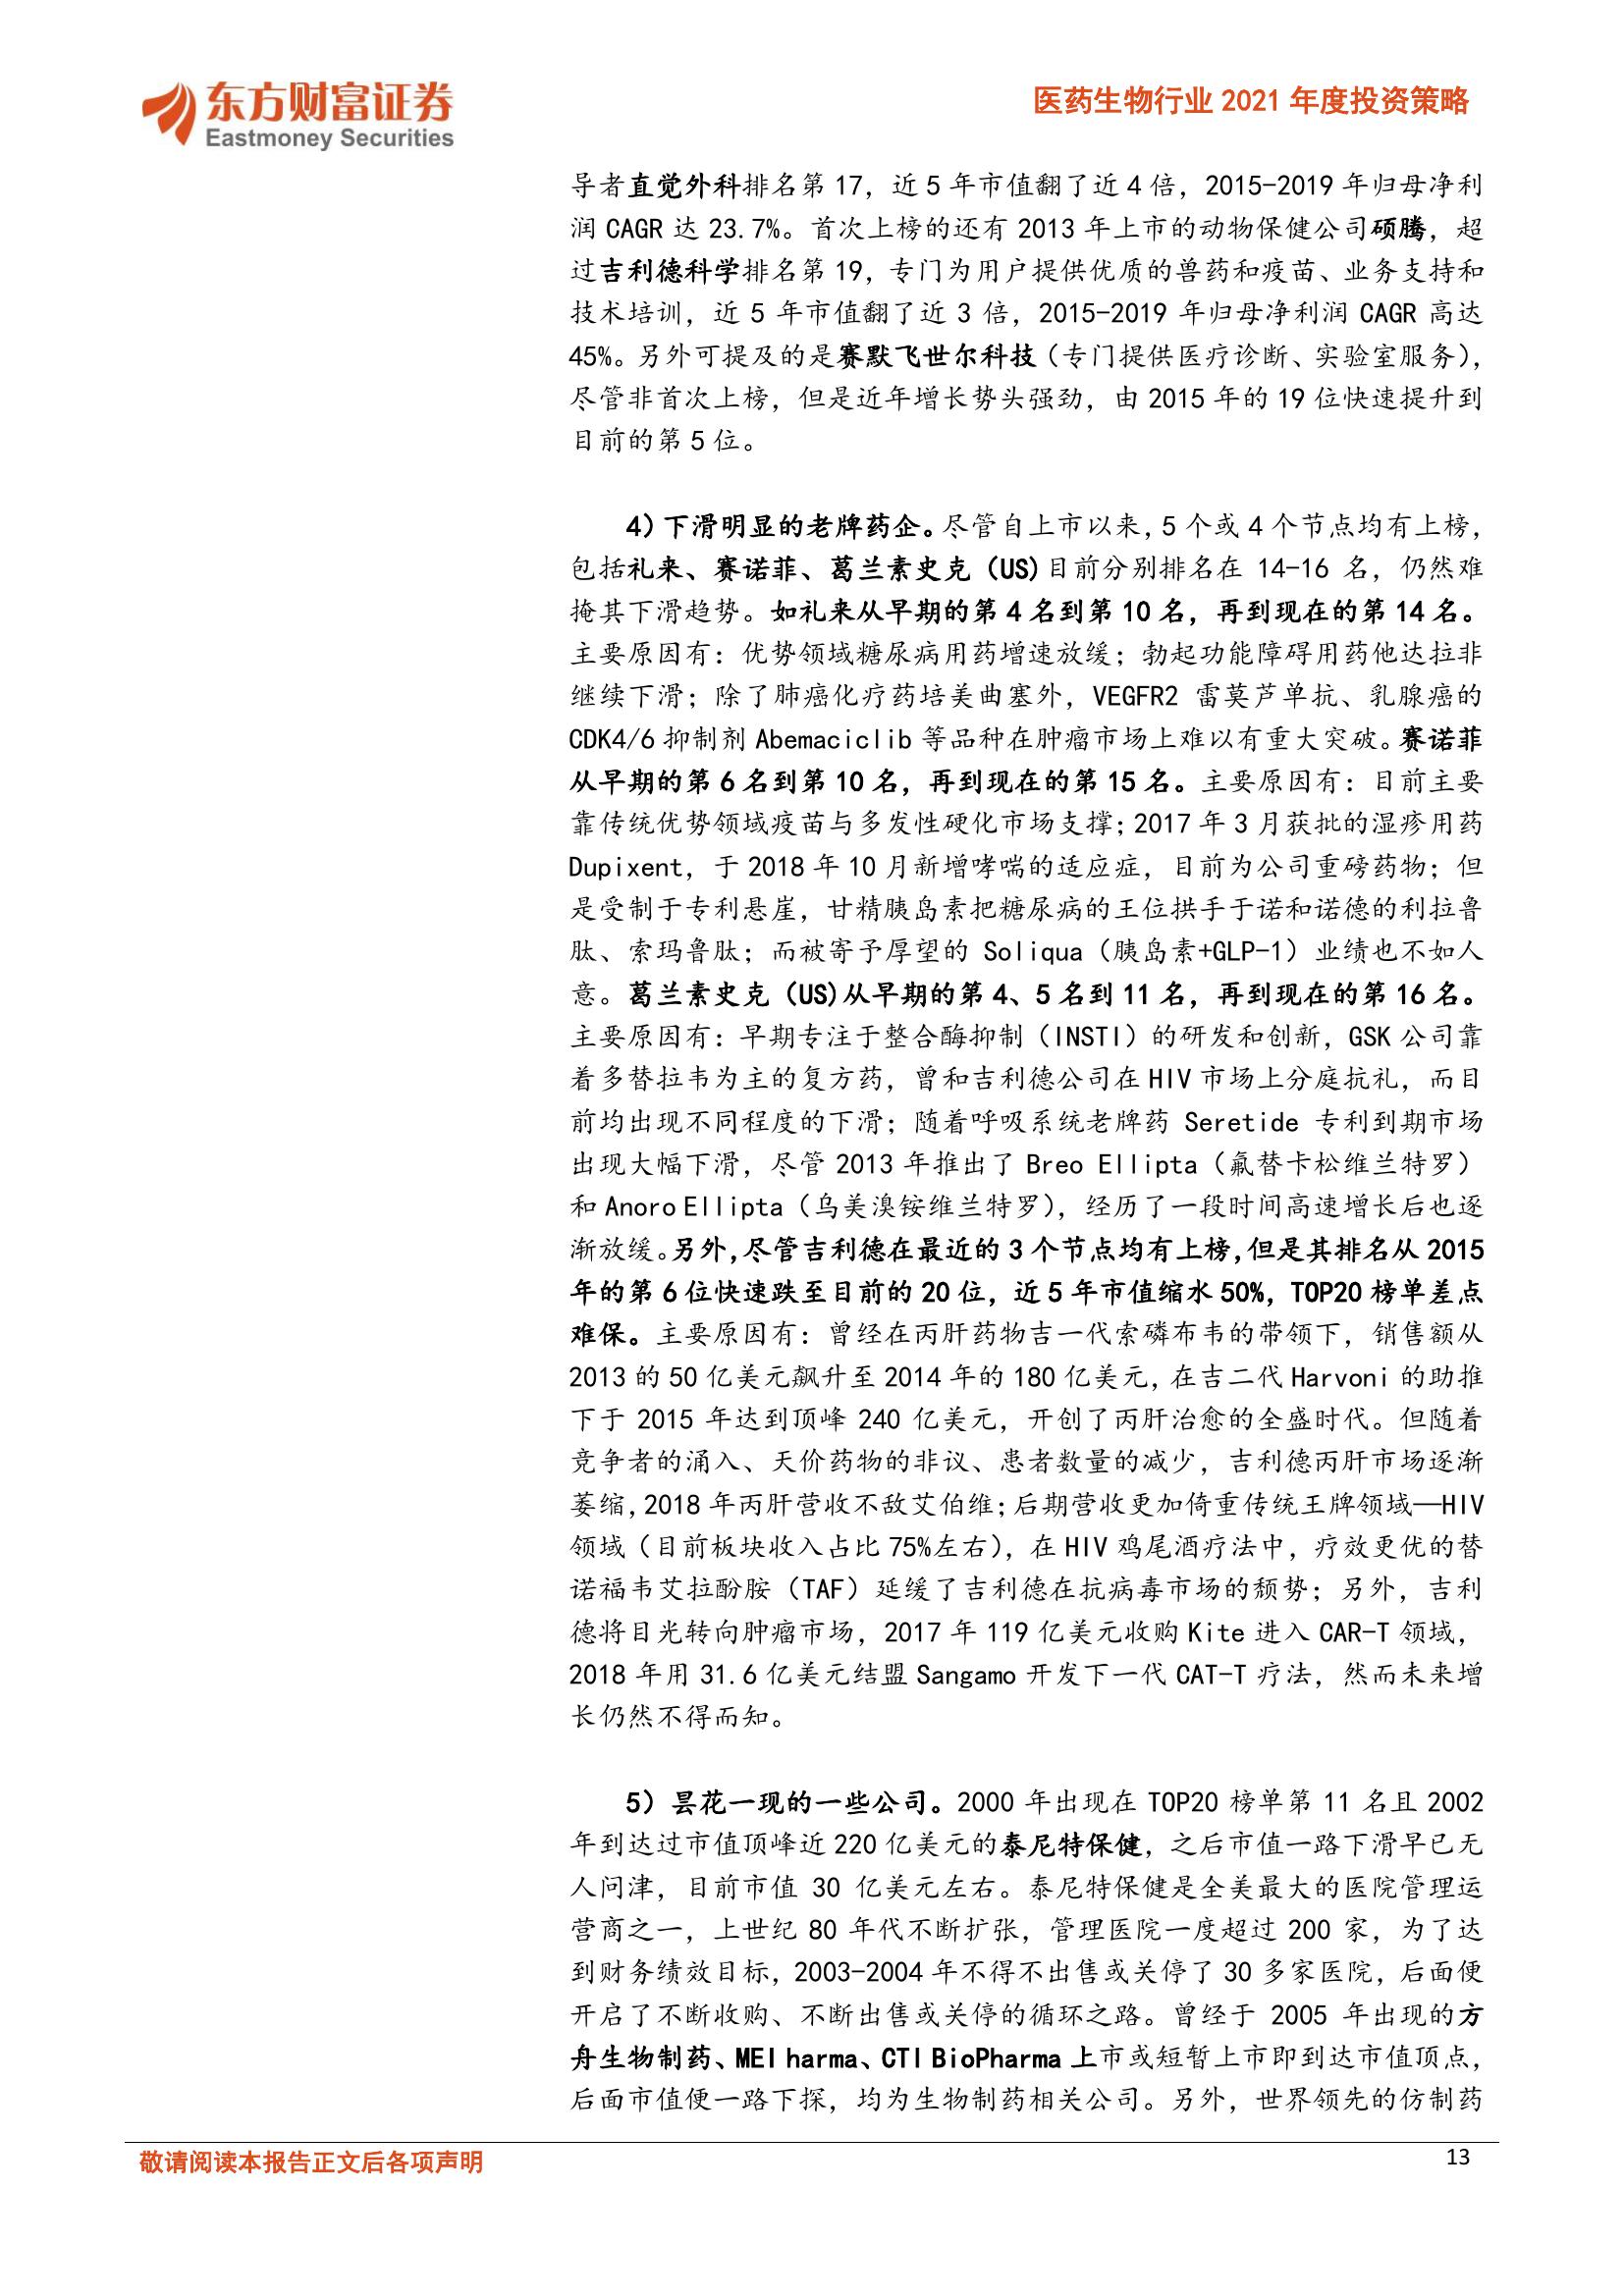 东方财富证券
Eastmoney Securities
医药生物行业 2021 年度投资策略
导者直觉外科排名第 17，近 5 年市值翻了近 4 倍，2015-2019 年归母净利
润 CAGR 达 23.7%。首次上榜的还有 2013 年上市的动物保健公司硕腾，超
过吉利德科学排名第 19，专门为用户提供优质的兽药和疫苗、业务支持和
技术培训，近 5 年市值翻了近 3 倍，2015-2019 年归母净利润 CAGR 高达
45%。另外可提及的是赛默飞世尔科技（专门提供医疗诊断、实验室服务），
尽管非首次上榜，但是近年增长势头强劲，由 2015 年的 19 位快速提升到
目前的第 5 位。
4）下滑明显的老牌药企。尽管自上市以来，5 个或 4 个节点均有上榜，
包括礼来、赛诺菲、葛兰素史克（US)目前分别排名在 14-16 名，仍然难
掩其下滑趋势。如礼来从早期的第 4 名到第 10 名，再到现在的第 14 名。
主要原因有：优势领域糖尿病用药增速放缓；勃起功能障碍用药他达拉非
继续下滑；除了肺癌化疗药培美曲塞外，VEGFR2 雷莫芦单抗、乳腺癌的
CDK4/6 抑制剂 Abemaciclib 等品种在肿瘤市场上难以有重大突破。赛诺菲
从早期的第 6 名到第 10 名，再到现在的第 15 名。主要原因有：目前主要
靠传统优势领域疫苗与多发性硬化市场支撑；2017 年 3 月获批的湿疹用药
Dupixent，于 2018 年 10 月新增哮喘的适应症，目前为公司重磅药物；但
是受制于专利悬崖，甘精胰岛素把糖尿病的王位拱手于诺和诺德的利拉鲁
肽、索玛鲁肽；而被寄予厚望的 Soliqua（胰岛素+GLP-1）业绩也不如人
意。葛兰素史克（US)从早期的第 4、5 名到 11 名，再到现在的第 16 名。
主要原因有：早期专注于整合酶抑制（INSTI）的研发和创新，GSK 公司靠
着多替拉韦为主的复方药，曾和吉利德公司在 HIV 市场上分庭抗礼，而目
前均出现不同程度的下滑；随着呼吸系统老牌药 Seretide 专利到期市场
出现大幅下滑，尽管 2013 年推出了 Breo Ellipta（氟替卡松维兰特罗）
和 Anoro Ellipta（乌美溴铵维兰特罗），经历了一段时间高速增长后也逐
渐放缓。另外，尽管吉利德在最近的 3 个节点均有上榜，但是其排名从 2015
年的第 6 位快速跌至目前的 20 位，近 5 年市值缩水 50%，TOP20 榜单差点
难保。主要原因有：曾经在丙肝药物吉一代索磷布韦的带领下，销售额从
2013 的 50 亿美元飙升至 2014 年的 180 亿美元，在吉二代 Harvoni 的助推
下于 2015 年达到顶峰 240 亿美元，开创了丙肝治愈的全盛时代。但随着
竞争者的涌入、天价药物的非议、患者数量的减少，吉利德丙肝市场逐渐
萎缩，2018 年丙肝营收不敌艾伯维；后期营收更加倚重传统王牌领域—HIV
领域（目前板块收入占比 75%左右），在 HIV 鸡尾酒疗法中，疗效更优的替
诺福韦艾拉酚胺（TAF）延缓了吉利德在抗病毒市场的颓势；另外，吉利
德将目光转向肿瘤市场，2017 年 119 亿美元收购 Kite 进入 CAR-T 领域，
2018 年用 31.6 亿美元结盟 Sangamo 开发下一代 CAT-T 疗法，然而未来增
长仍然不得而知。
5）昙花一现的一些公司。2000 年出现在 TOP20 榜单第 11 名且 2002
年到达过市值顶峰近 220 亿美元的泰尼特保健，之后市值一路下滑早已无
人问津，目前市值 30 亿美元左右。泰尼特保健是全美最大的医院管理运
营商之一，上世纪 80 年代不断扩张，管理医院一度超过 200 家，为了达
到财务绩效目标，2003-2004 年不得不出售或关停了 30 多家医院，后面便
开启了不断收购、不断出售或关停的循环之路。曾经于 2005 年出现的方
舟生物制药、MEI harma、CTI BioPharma 上市或短暂上市即到达市值顶点，
后面市值便一路下探，均为生物制药相关公司。另外，世界领先的仿制药
敬请阅读本报告正文后各项声明
13